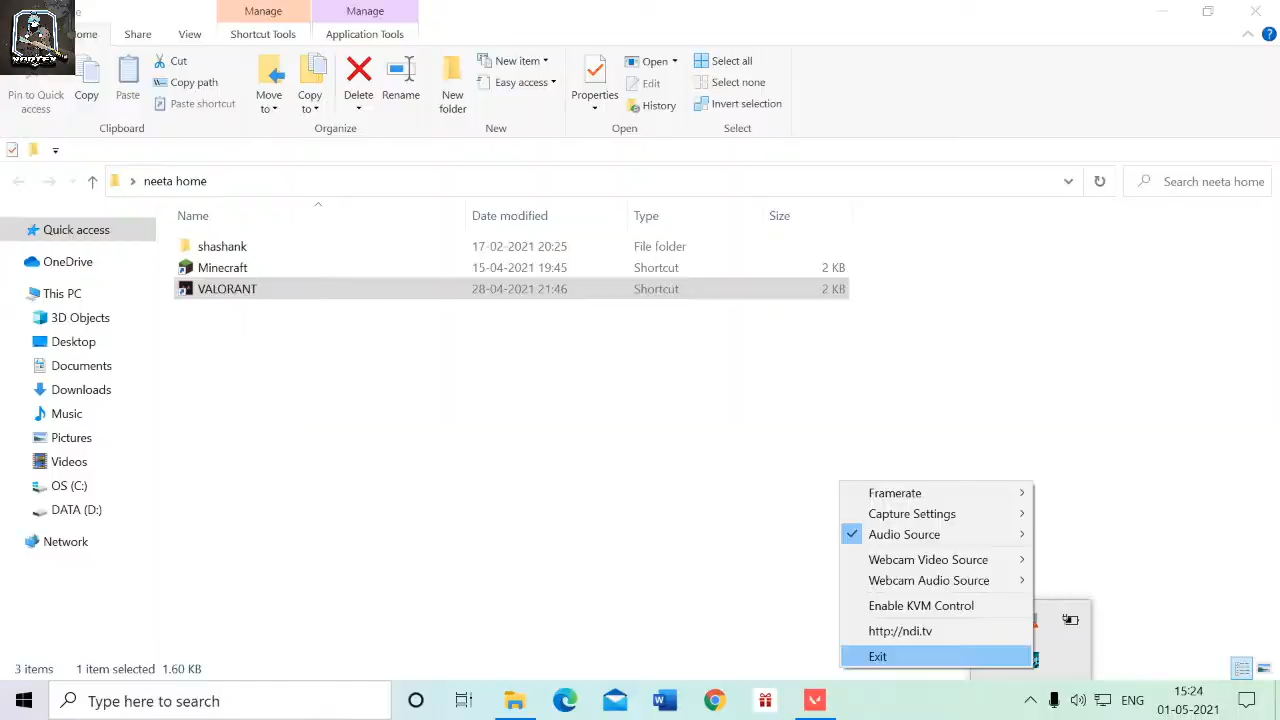 Manage
Manage
ome
Share
View
Shortcut Tools
Application Tools
Pin to Quick
access
Copy
Paste
Cut
Copy path
Paste shortcut
Clipboard
Move
to
Copy
to
Delete
Rename
Organize
New
folder
New item
Easy access
New
Properties
Open
Edit
History
Open
Select all
Select none
Invert selection
Select
neeta home
Search neeta home
Name
Date modified
Type
Size
shashank
17-02-2021 20:25
File folder
Minecraft
15-04-2021 19:45
Shortcut
2 KB
VALORANT
28-04-2021 21:46
Shortcut
2 KB
Quick access
OneDrive
This PC
3D Objects
Desktop
Documents
Downloads
Music
Pictures
Videos
OS (C:)
DATA (D:)
Network
Framerate
Capture Settings
Audio Source
Webcam Video Source
Webcam Audio Source
Enable KVM Control
http://ndi.tv
Exit
3 items
1 item selected
1.60 KB
Type here to search
ENG
15:24
01-05-2021